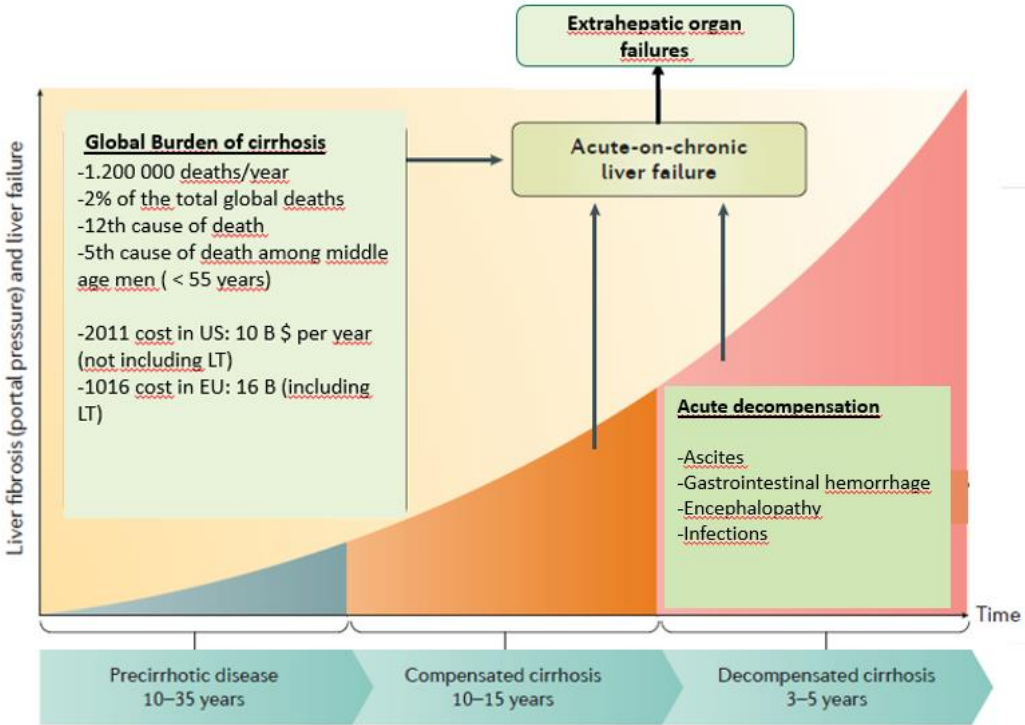 Extrahepatic organ
failures
Acute-on-chronic
liver failure
Global Burden of cirrhosis
-1.200 000 deaths/year
-2% of the total global deaths
-12th cause of death
-5th cause of death among middle
age men ( < 55 years)
-2011 cost in US: 10 B $ per year
(not including LT)
-1016 cost in EU: 16 B (including
LT)
Acute decompensation
-Ascites
-Gastrointestinal hemorrhage
-Encephalopathy
-Infections
Liver fibrosis (portal pressure) and liver failure
Time
Precirrhotic disease
10–35 years
Compensated cirrhosis
10–15 years
Decompensated cirrhosis
3–5 years